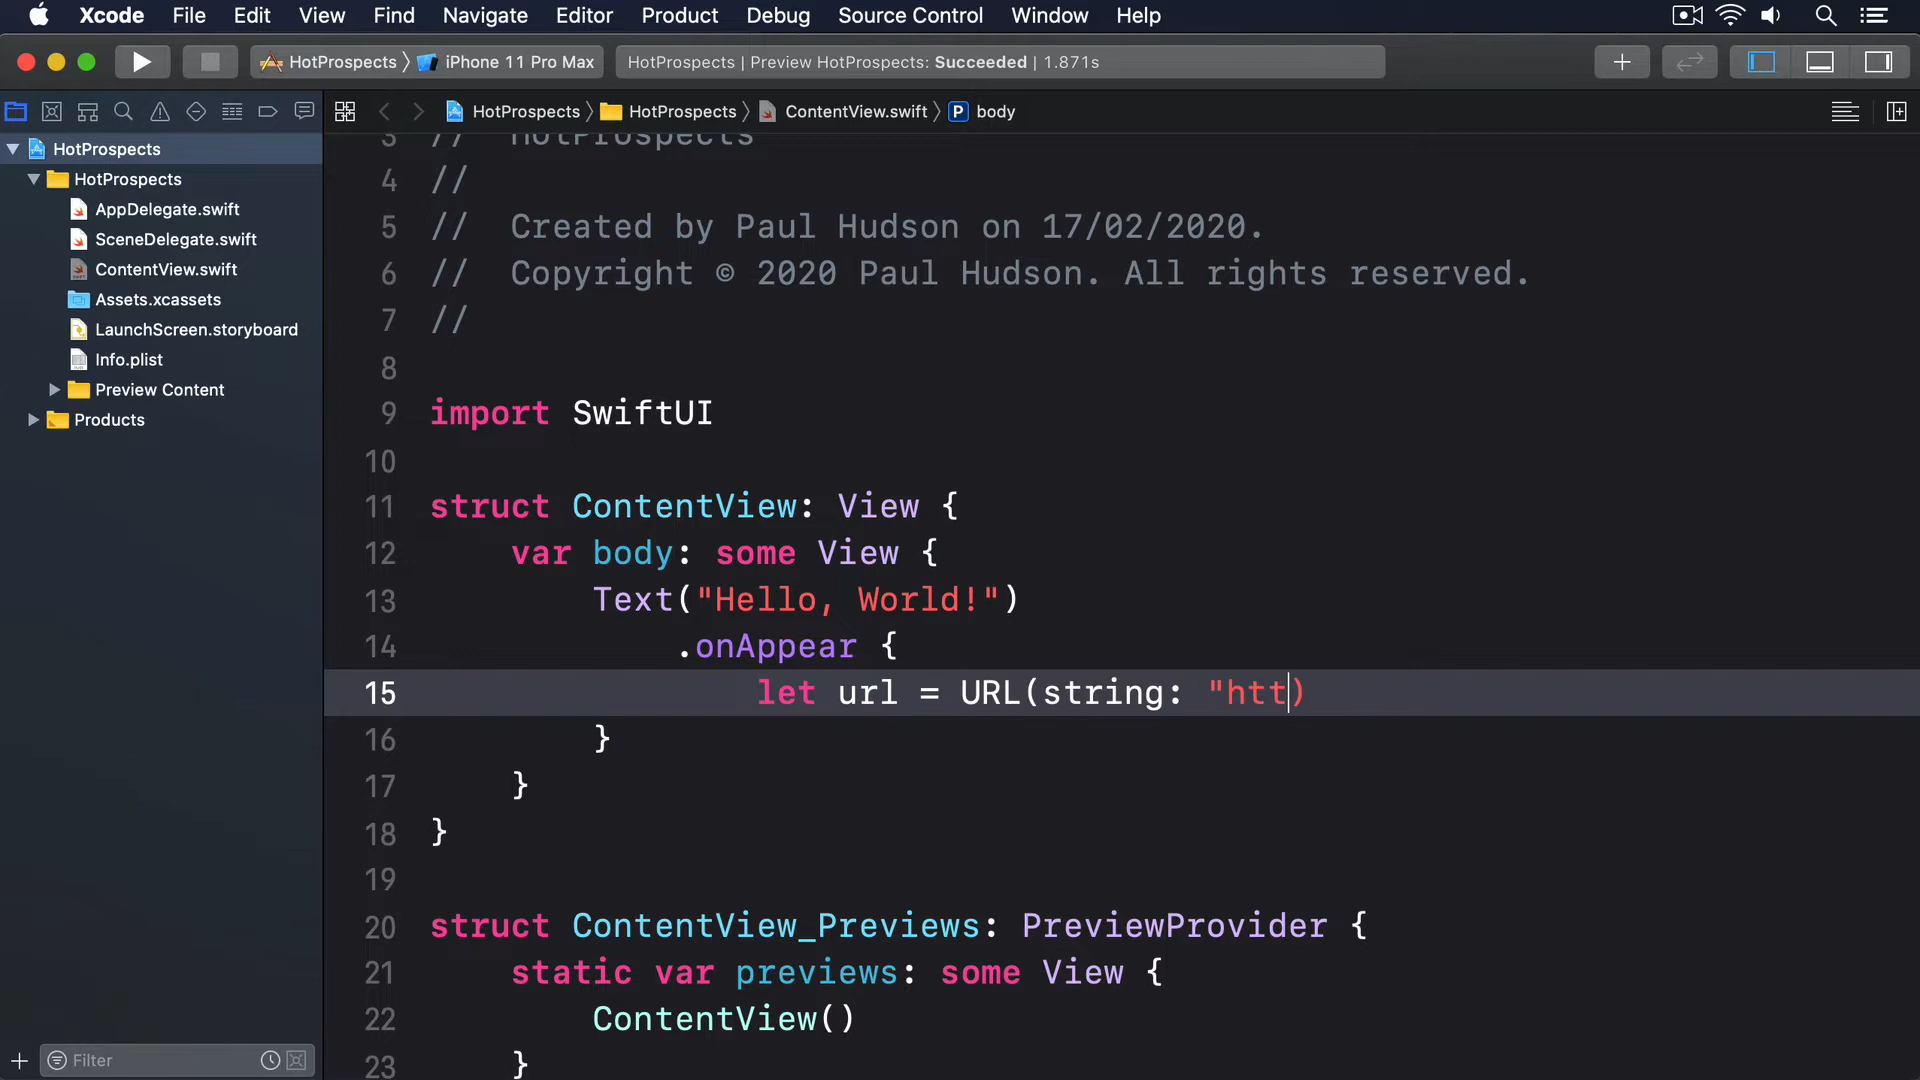 Xcode File Edit View Find Navigate Editor Product Debug Source Control Window Help
HotProspects iPhone 11 Pro Max HotProspects | Preview HotProspects: Succeeded | 1.871s
HotProspects HotProspects ContentView.swift P body
HotProspects
HotProspects
AppDelegate.swift
SceneDelegate.swift
ContentView.swift
Assets.xcassets
LaunchScreen.storyboard
Info.plist
Preview Content
Products
Filter
3 // HotProspects
4 //
5 // Created by Paul Hudson on 17/02/2020.
6 // Copyright © 2020 Paul Hudson. All rights reserved.
7 //
8
9 import SwiftUI
10
11 struct ContentView: View {
12 var body: some View {
13 Text("Hello, World!")
14 .onAppear {
15 let url = URL(string: "htt)
16 }
17 }
18 }
19
20 struct ContentView_Previews: PreviewProvider {
21 static var previews: some View {
22 ContentView()
23 }